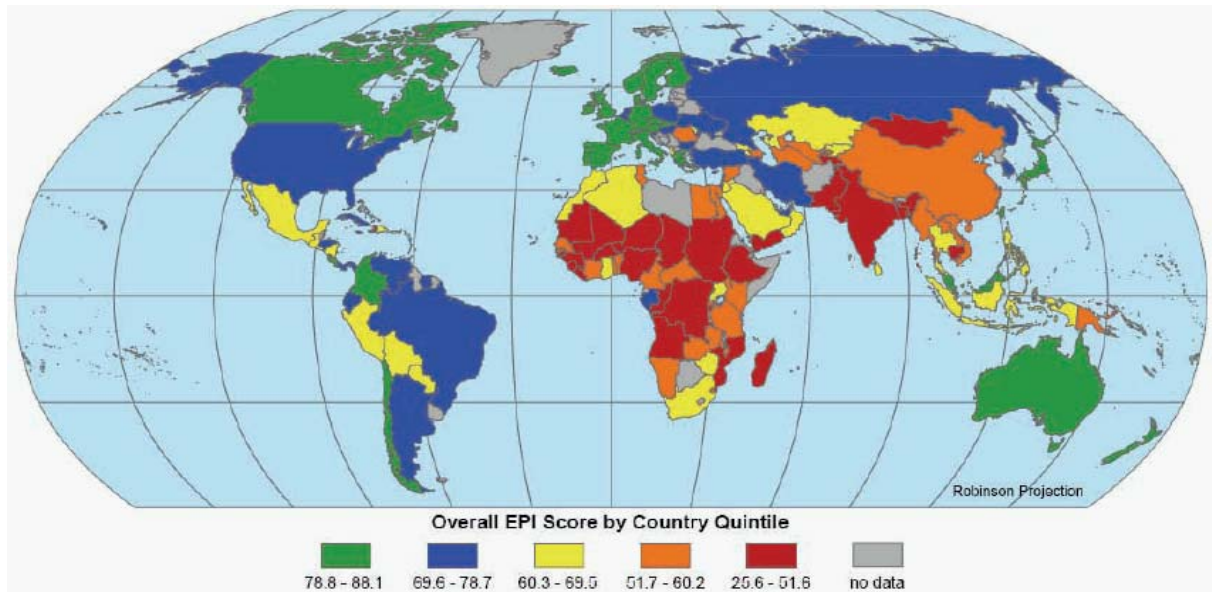 Robinson Projection
Overall EPI Score by Country Quintile
78.8 - 88.1
69.6 - 78.7
60.3 - 69.5
51.7 - 60.2
25.6 - 51.6
no data